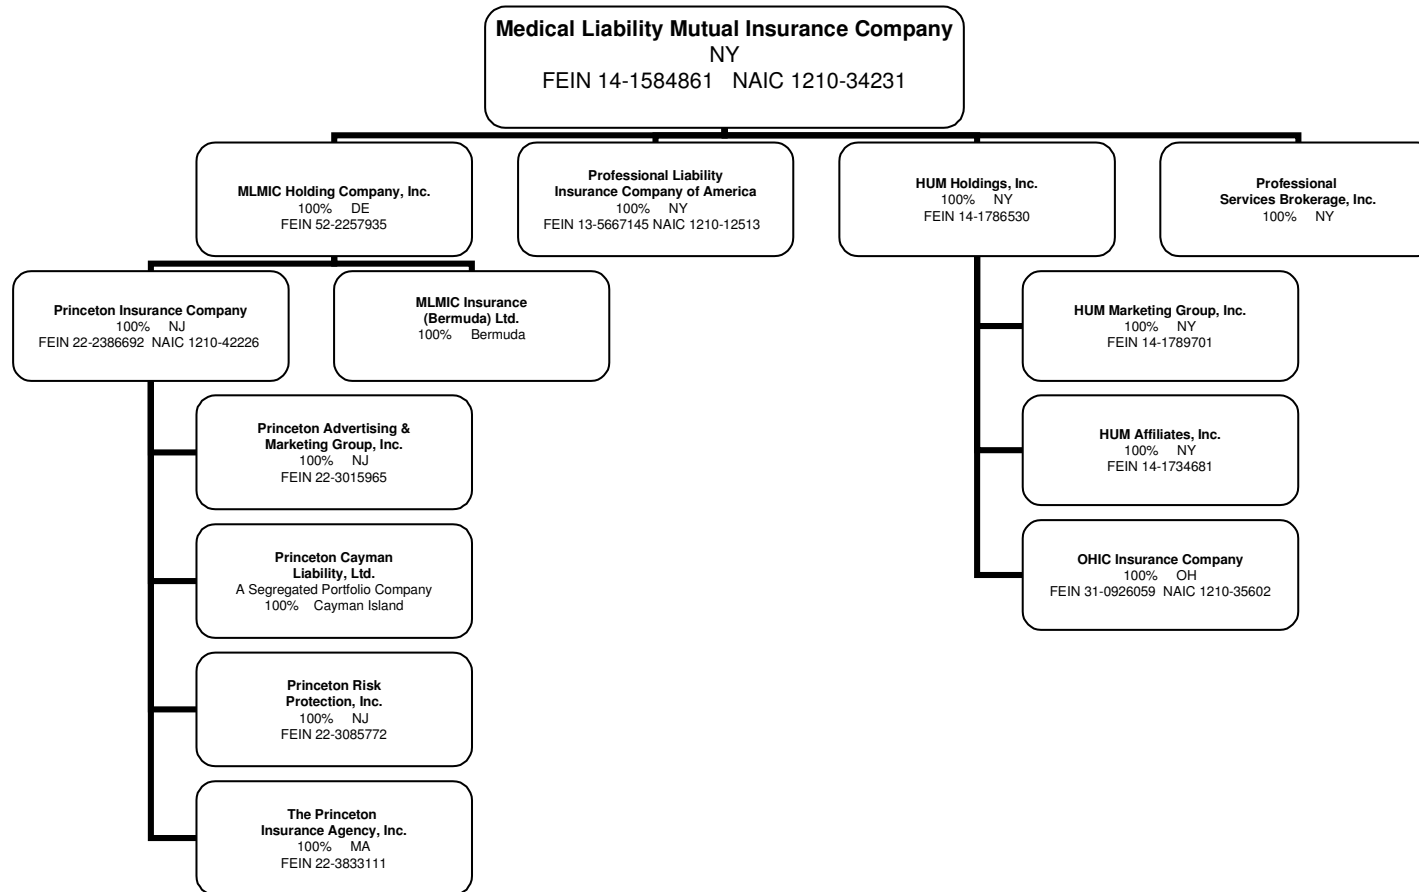 Medical Liability Mutual Insurance Company
NY
FEIN 14-1584861 NAIC 1210-34231
MLMIC Holding Company, Inc.
100% DE
FEIN 52-2257935
Professional Liability
Insurance Company of America
100% NY
FEIN 13-5667145 NAIC 1210-12513
HUM Holdings, Inc.
100% NY
FEIN 14-1786530
Professional
Services Brokerage, Inc.
100% NY
Princeton Insurance Company
100% NJ
FEIN 22-2386692 NAIC 1210-42226
MLMIC Insurance
(Bermuda) Ltd.
100% Bermuda
HUM Marketing Group, Inc.
100% NY
FEIN 14-1789701
Princeton Advertising &
Marketing Group, Inc.
100% NJ
FEIN 22-3015965
HUM Affiliates, Inc.
100% NY
FEIN 14-1734681
Princeton Cayman
Liability, Ltd.
A Segregated Portfolio Company
100% Cayman Island
OHIC Insurance Company
100% OH
FEIN 31-0926059 NAIC 1210-35602
Princeton Risk
Protection, Inc.
100% NJ
FEIN 22-3085772
The Princeton
Insurance Agency, Inc.
100% MA
FEIN 22-3833111